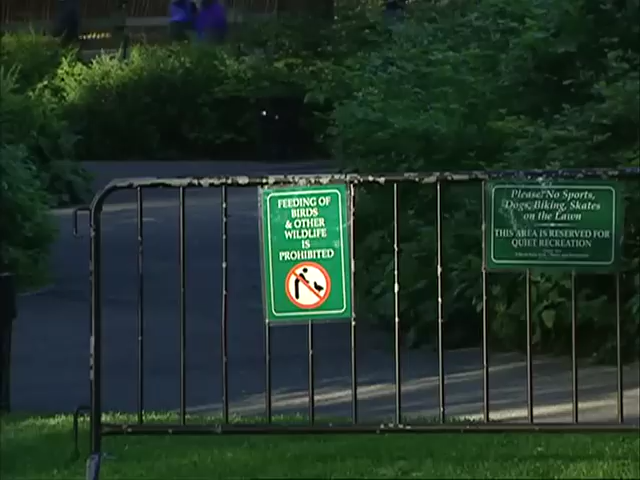 FEEDING OF
BIRDS
& OTHER
WILDLIFE
IS
PROHIBITED
Please, No Sports,
Dogs, Biking, Skates
on the Lawn
THIS AREA IS RESERVED FOR
QUIET RECREATION